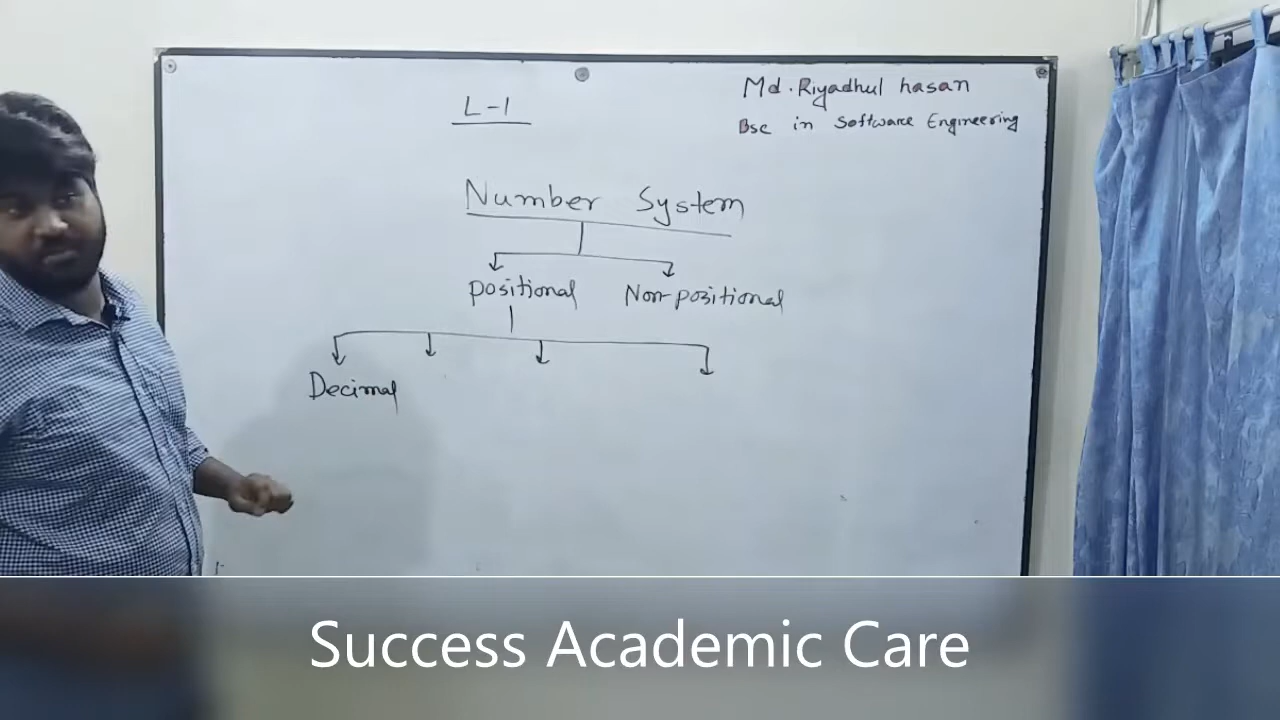 Md. Riyadhul hasan
L-1
Bsc in Software Engineering
Number System
positional Non-positional
Decimal
Success Academic Care